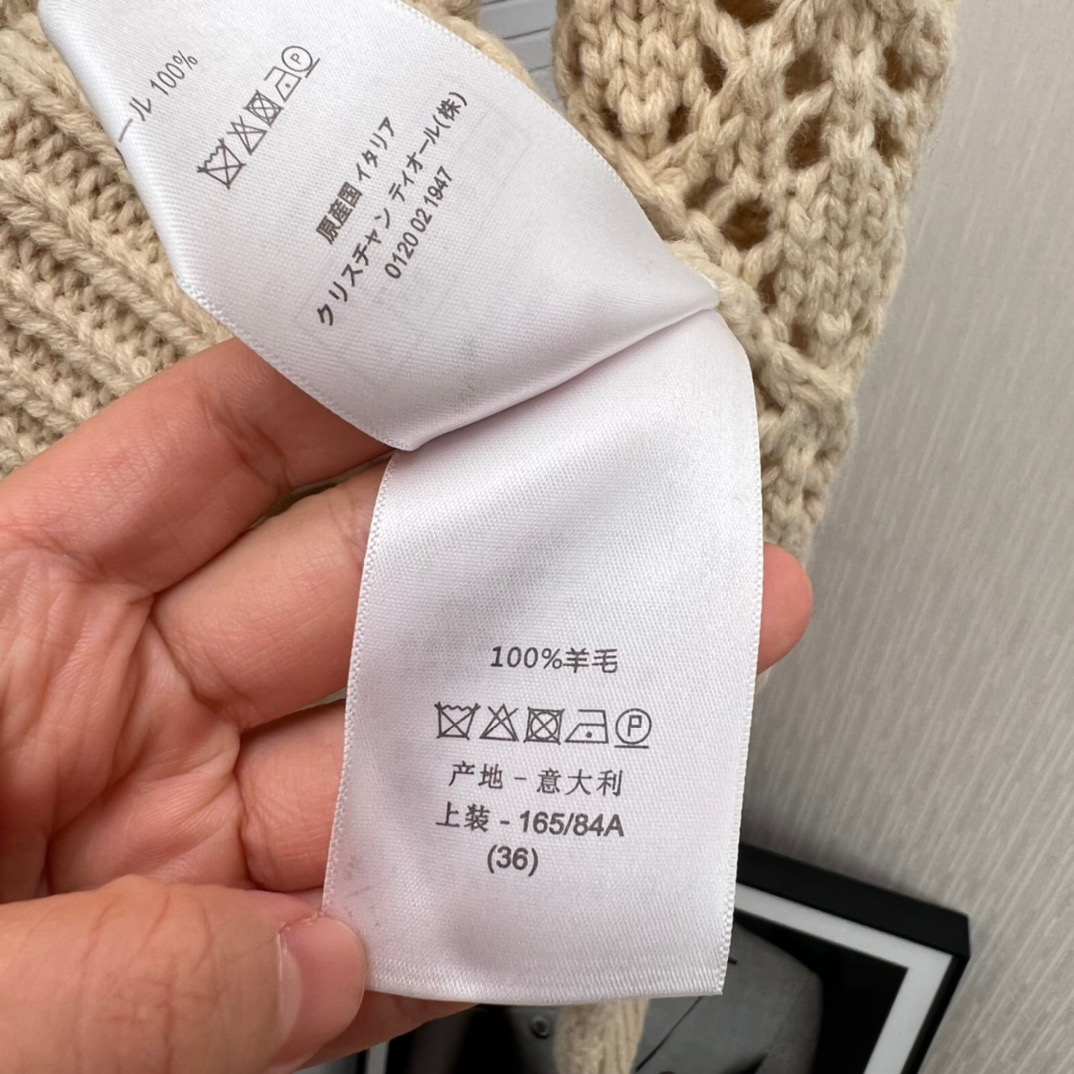 ール 100%
原産国 イタリア
クリスチャン ディオール(株)
0120 02 1947
100%羊毛
P
产地 - 意大利
上装 - 165/84A
(36)